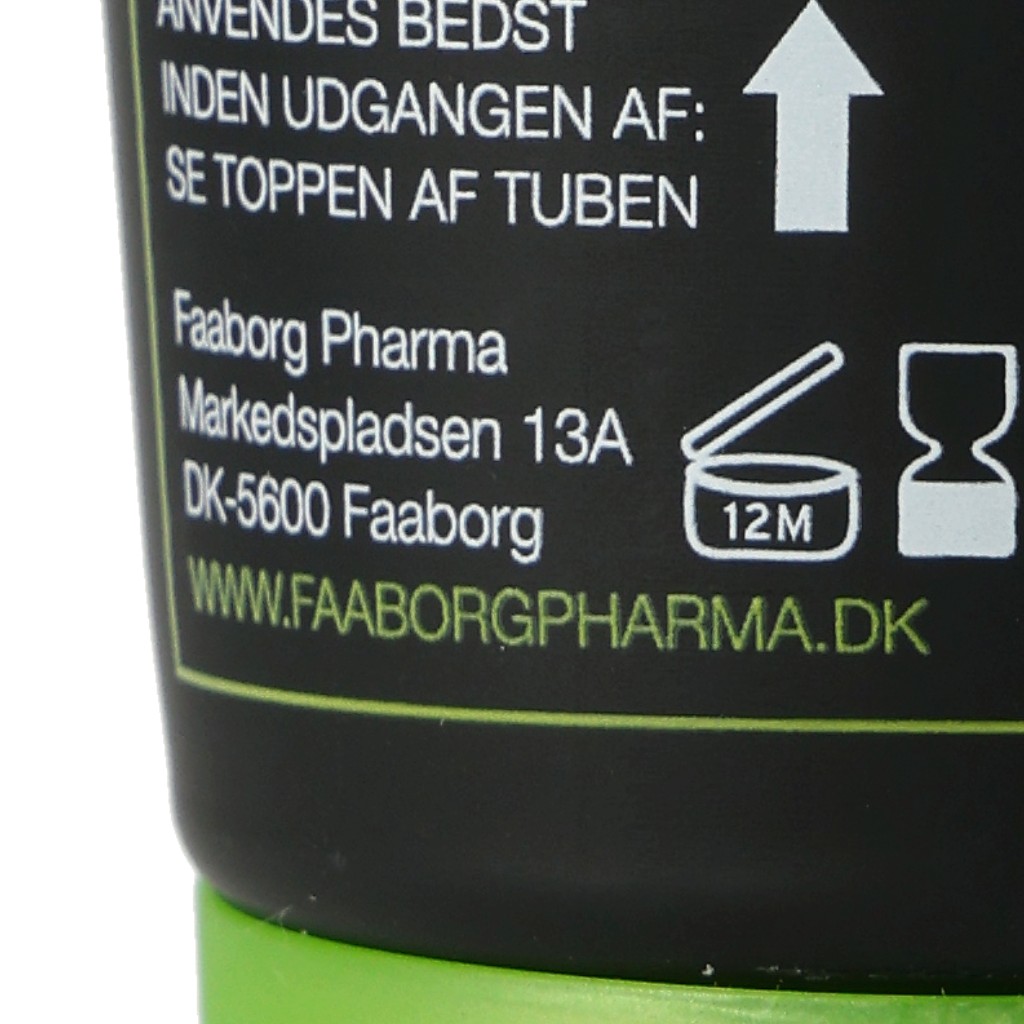 ANVENDES BEDST
INDEN UDGANGEN AF:
SE TOPPEN AF TUBEN
Faaborg Pharma
Markedspladsen 13A
DK-5600 Faaborg
WWW.FAABORGPHARMA.DK
12M